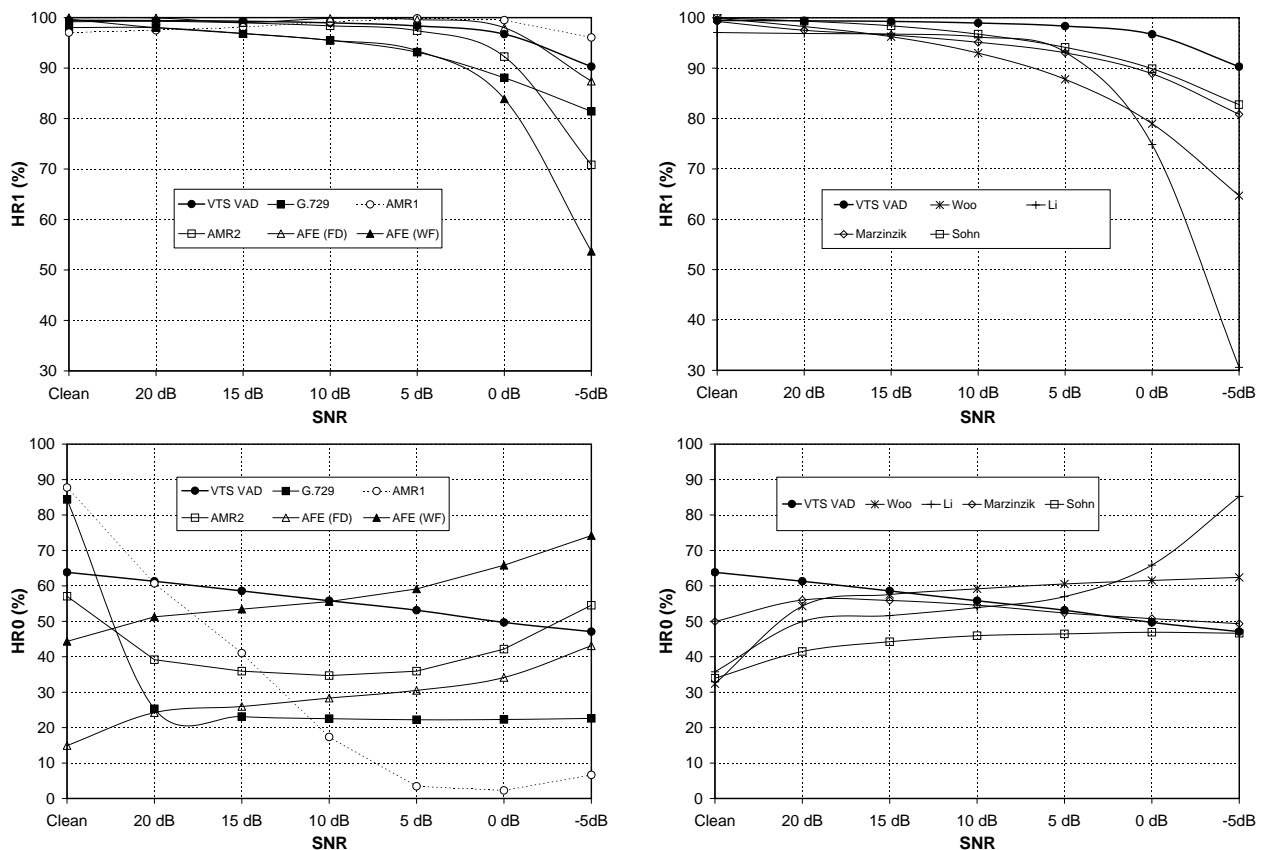 100
90
80
70
60
50
40
30
HR1 (%)
VTS VAD G.729 AMR1
AMR2 AFE (FD) AFE (WF)
Clean 20 dB 15 dB 10 dB 5 dB 0 dB -5dB
SNR
100
90
80
70
60
50
40
30
HR1 (%)
VTS VAD Woo Li
Marzinzik Sohn
Clean 20 dB 15 dB 10 dB 5 dB 0 dB -5dB
SNR
100
90
80
70
60
50
40
30
20
10
0
HR0 (%)
VTS VAD G.729 AMR1
AMR2 AFE (FD) AFE (WF)
Clean 20 dB 15 dB 10 dB 5 dB 0 dB -5dB
SNR
100
90
80
70
60
50
40
30
20
10
0
HR0 (%)
VTS VAD Woo Li Marzinzik Sohn
Clean 20 dB 15 dB 10 dB 5 dB 0 dB -5dB
SNR